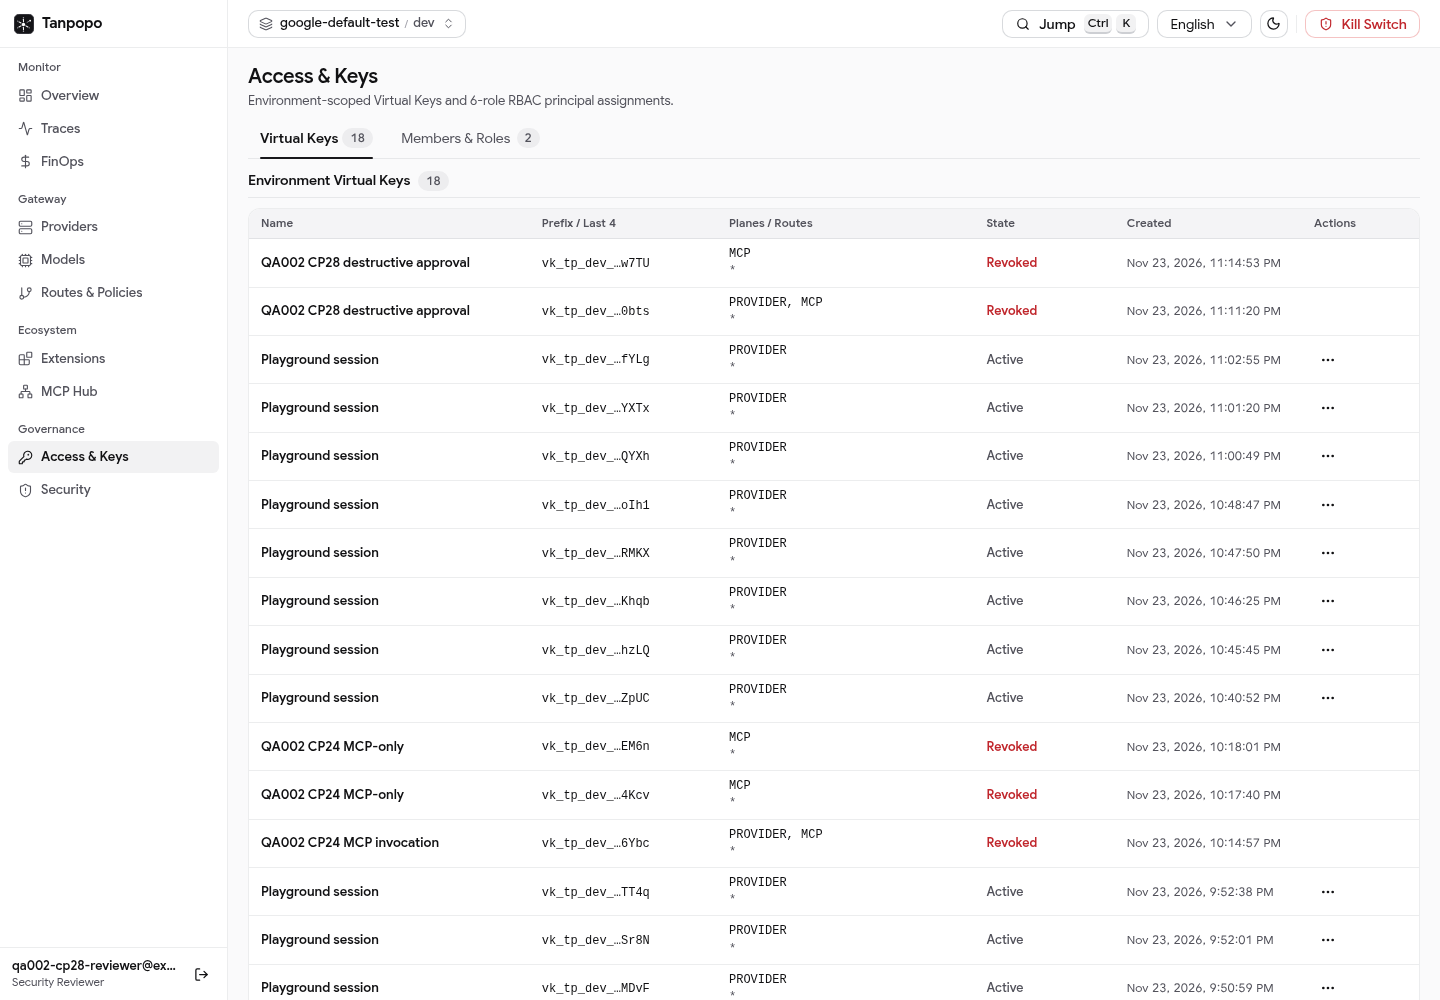 Tanpopo
google-default-test / dev
Jump Ctrl K
English
Kill Switch
Monitor
Overview
Traces
FinOps
Gateway
Providers
Models
Routes & Policies
Ecosystem
Extensions
MCP Hub
Governance
Access & Keys
Security
qa002-cp28-reviewer@ex...
Security Reviewer
Access & Keys
Environment-scoped Virtual Keys and 6-role RBAC principal assignments.
Virtual Keys 18 Members & Roles 2
Environment Virtual Keys 18
Name Prefix / Last 4 Planes / Routes State Created Actions
QA002 CP28 destructive approval vk_tp_dev_…w7TU MCP * Revoked Nov 23, 2026, 11:14:53 PM
QA002 CP28 destructive approval vk_tp_dev_…0bts PROVIDER, MCP * Revoked Nov 23, 2026, 11:11:20 PM
Playground session vk_tp_dev_…fYLg PROVIDER * Active Nov 23, 2026, 11:02:55 PM
Playground session vk_tp_dev_…YXTx PROVIDER * Active Nov 23, 2026, 11:01:20 PM
Playground session vk_tp_dev_…QYXh PROVIDER * Active Nov 23, 2026, 11:00:49 PM
Playground session vk_tp_dev_…oIh1 PROVIDER * Active Nov 23, 2026, 10:48:47 PM
Playground session vk_tp_dev_…RMKX PROVIDER * Active Nov 23, 2026, 10:47:50 PM
Playground session vk_tp_dev_…Khqb PROVIDER * Active Nov 23, 2026, 10:46:25 PM
Playground session vk_tp_dev_…hzLQ PROVIDER * Active Nov 23, 2026, 10:45:45 PM
Playground session vk_tp_dev_…ZpUC PROVIDER * Active Nov 23, 2026, 10:40:52 PM
QA002 CP24 MCP-only vk_tp_dev_…EM6n MCP * Revoked Nov 23, 2026, 10:18:01 PM
QA002 CP24 MCP-only vk_tp_dev_…4Kcv MCP * Revoked Nov 23, 2026, 10:17:40 PM
QA002 CP24 MCP invocation vk_tp_dev_…6Ybc PROVIDER, MCP * Revoked Nov 23, 2026, 10:14:57 PM
Playground session vk_tp_dev_…TT4q PROVIDER * Active Nov 23, 2026, 9:52:38 PM
Playground session vk_tp_dev_…Sr8N PROVIDER * Active Nov 23, 2026, 9:52:01 PM
Playground session vk_tp_dev_…MDvF PROVIDER * Active Nov 23, 2026, 9:50:59 PM